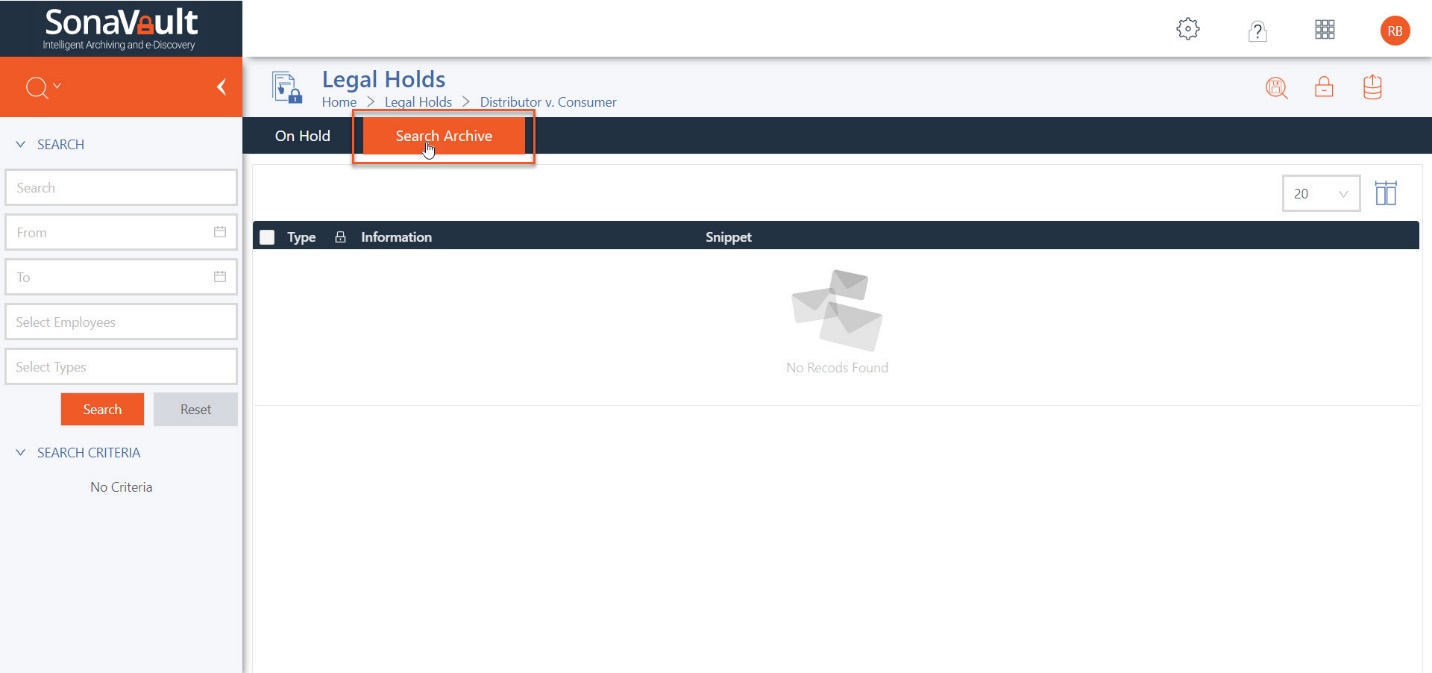 SonaVault
Intelligent Archiving and e-Discovery
?
RB
Legal Holds
Home > Legal Holds > Distributor v. Consumer
On Hold
Search Archive
SEARCH
Search
From
To
Select Employees
Select Types
Search
Reset
SEARCH CRITERIA
No Criteria
20
Type
Information
Snippet
No Recods Found